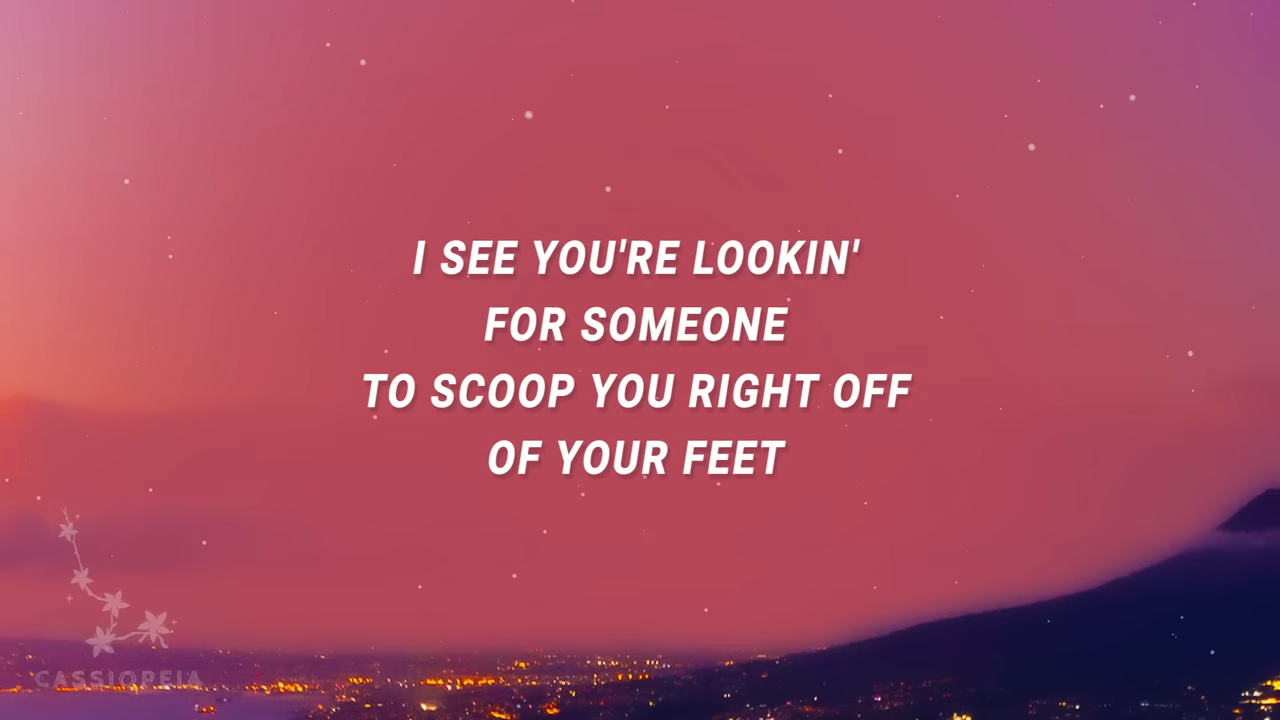 I SEE YOU'RE LOOKIN'
FOR SOMEONE
TO SCOOP YOU RIGHT OFF
OF YOUR FEET
CASSIOPEIA